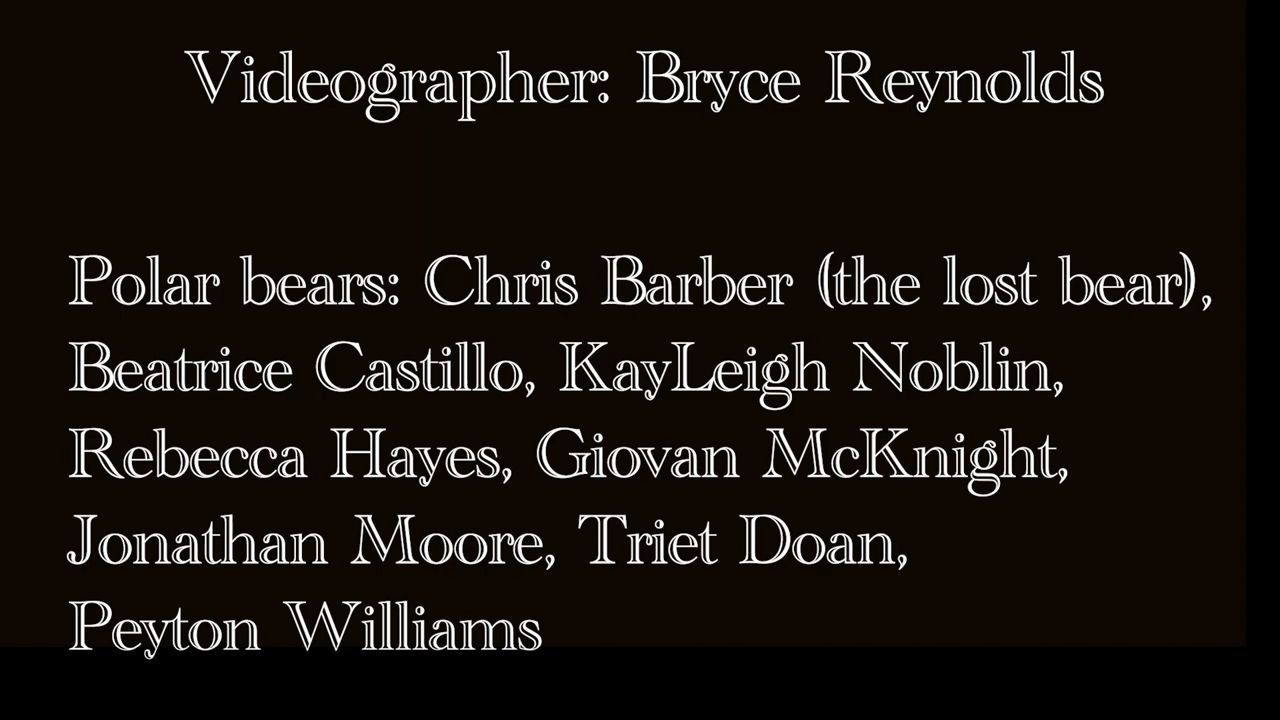 Videographer: Bryce Reynolds
Polar bears: Chris Barber (the lost bear),
Beatrice Castillo, KayLeigh Noblin,
Rebecca Hayes, Giovan McKnight,
Jonathan Moore, Triet Doan,
Peyton Williams